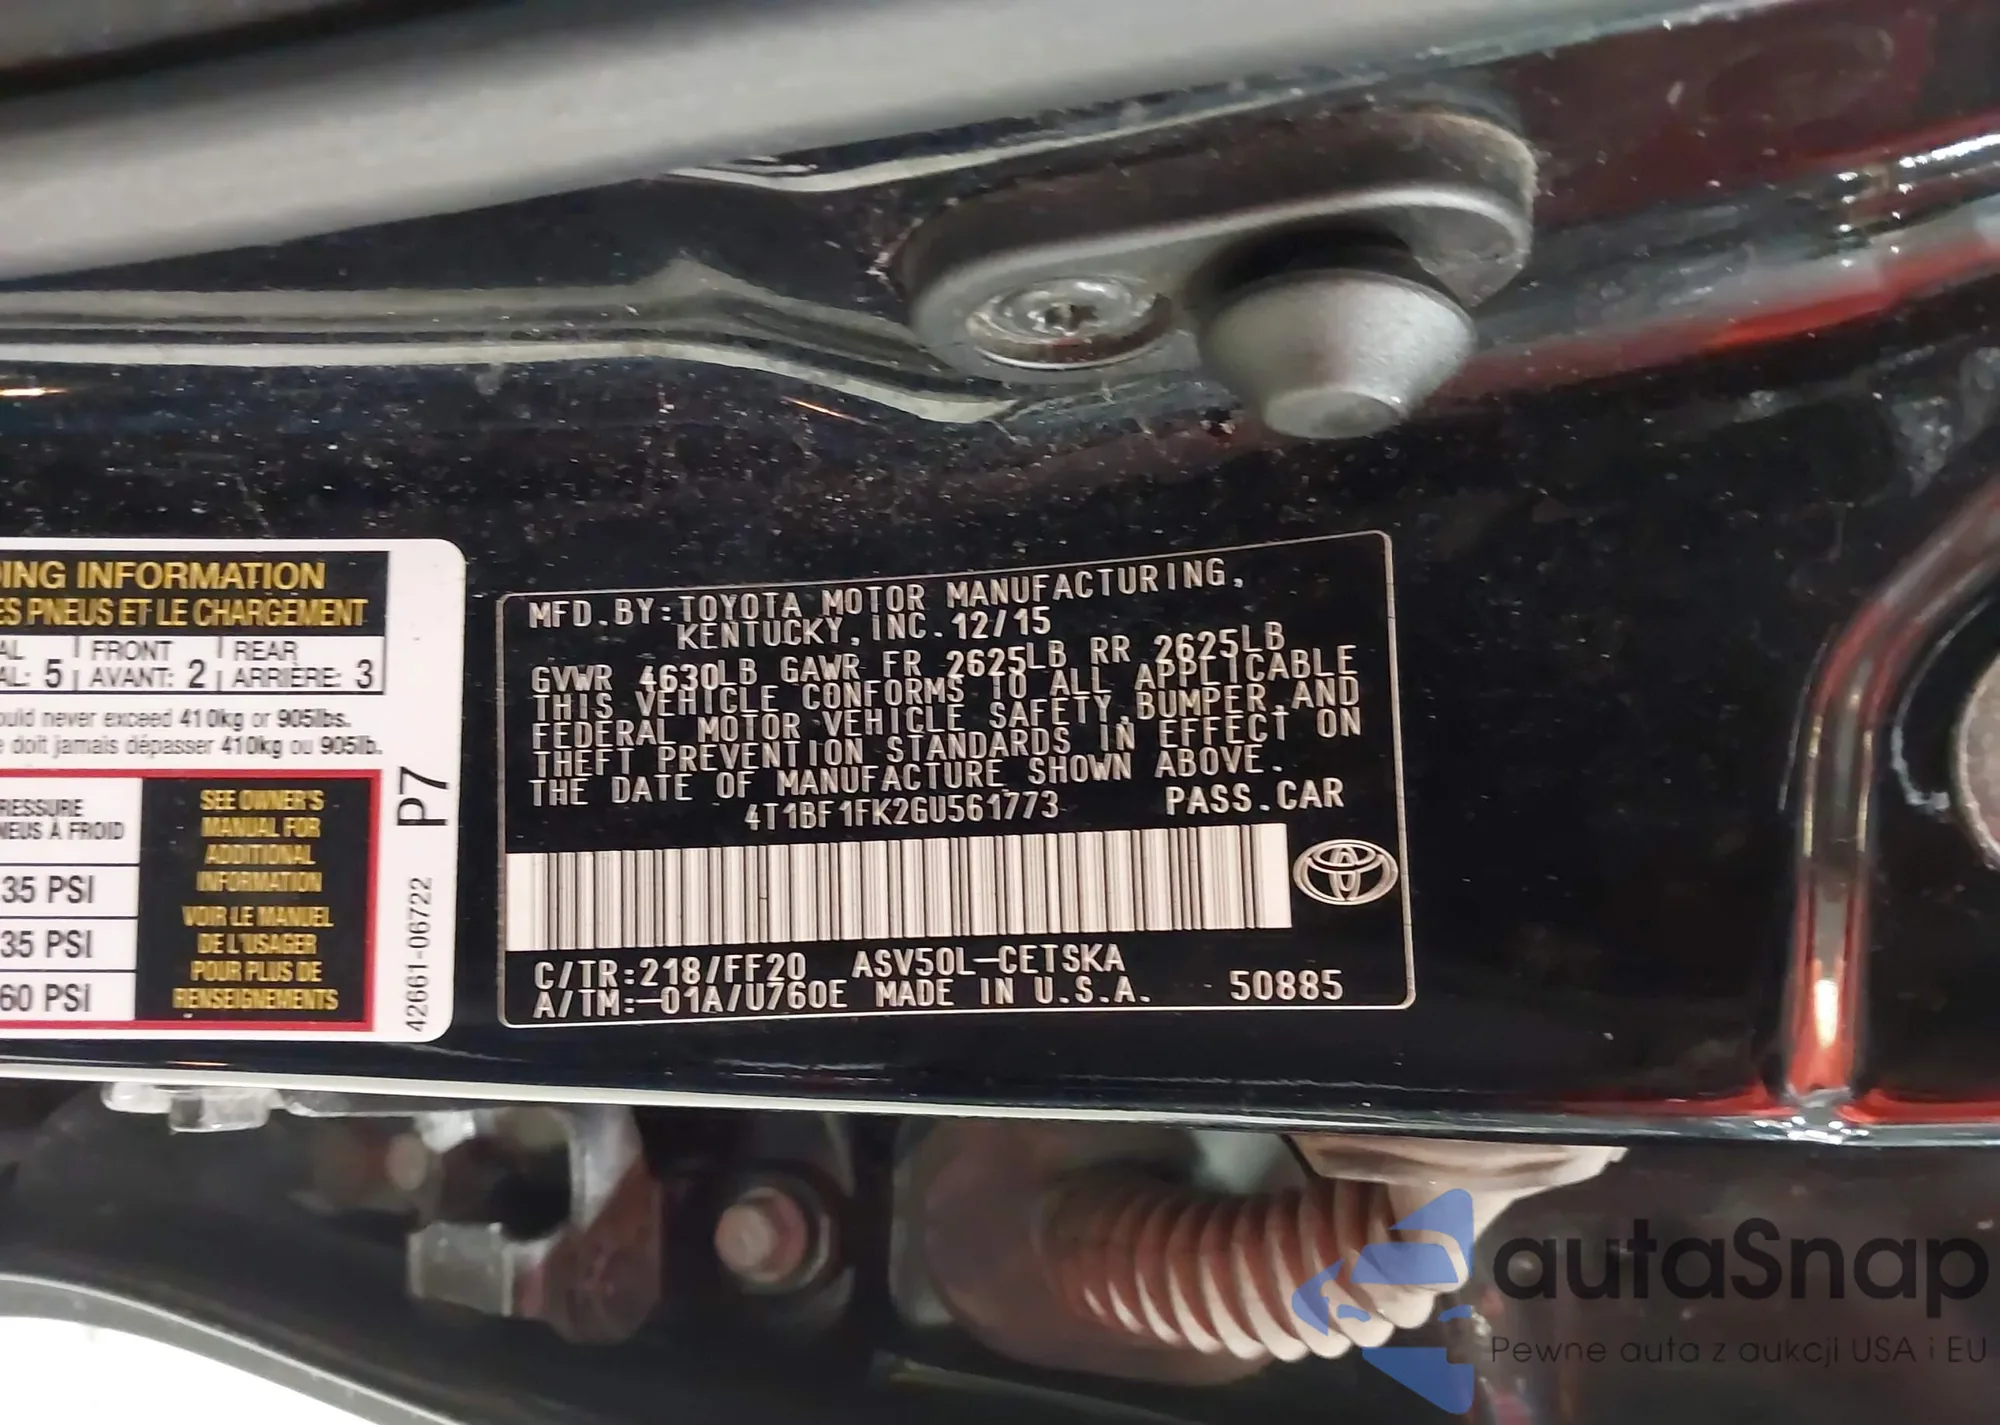 ING INFORMATION
ES PNEUS ET LE CHARGEMENT
AL FRONT REAR
AL: 5 AVANT: 2 ARRIÈRE: 3
ould never exceed 410kg or 905lbs.
e doit jamais dépasser 410kg ou 905lb.
RESSURE
NEUS À FROID
35 PSI
35 PSI
60 PSI
SEE OWNER'S
MANUAL FOR
ADDITIONAL
INFORMATION
VOIR LE MANUEL
DE L'USAGER
POUR PLUS DE
RENSEIGNEMENTS
P7
42661-06722
MFD.BY:TOYOTA MOTOR MANUFACTURING,
KENTUCKY,INC. 12/15
GVWR 4630LB GAWR FR 2625LB RR 2625LB
THIS VEHICLE CONFORMS TO ALL APPLICABLE
FEDERAL MOTOR VEHICLE SAFETY,BUMPER,AND
THEFT PREVENTION STANDARDS IN EFFECT ON
THE DATE OF MANUFACTURE SHOWN ABOVE.
4T1BF1FK2GU561773 PASS.CAR
C/TR:218/FF20 ASV50L-CETSKA
A/TM:-01A/U760E MADE IN U.S.A. 50885
autaSnap
Pewne auta z aukcji USA i EU